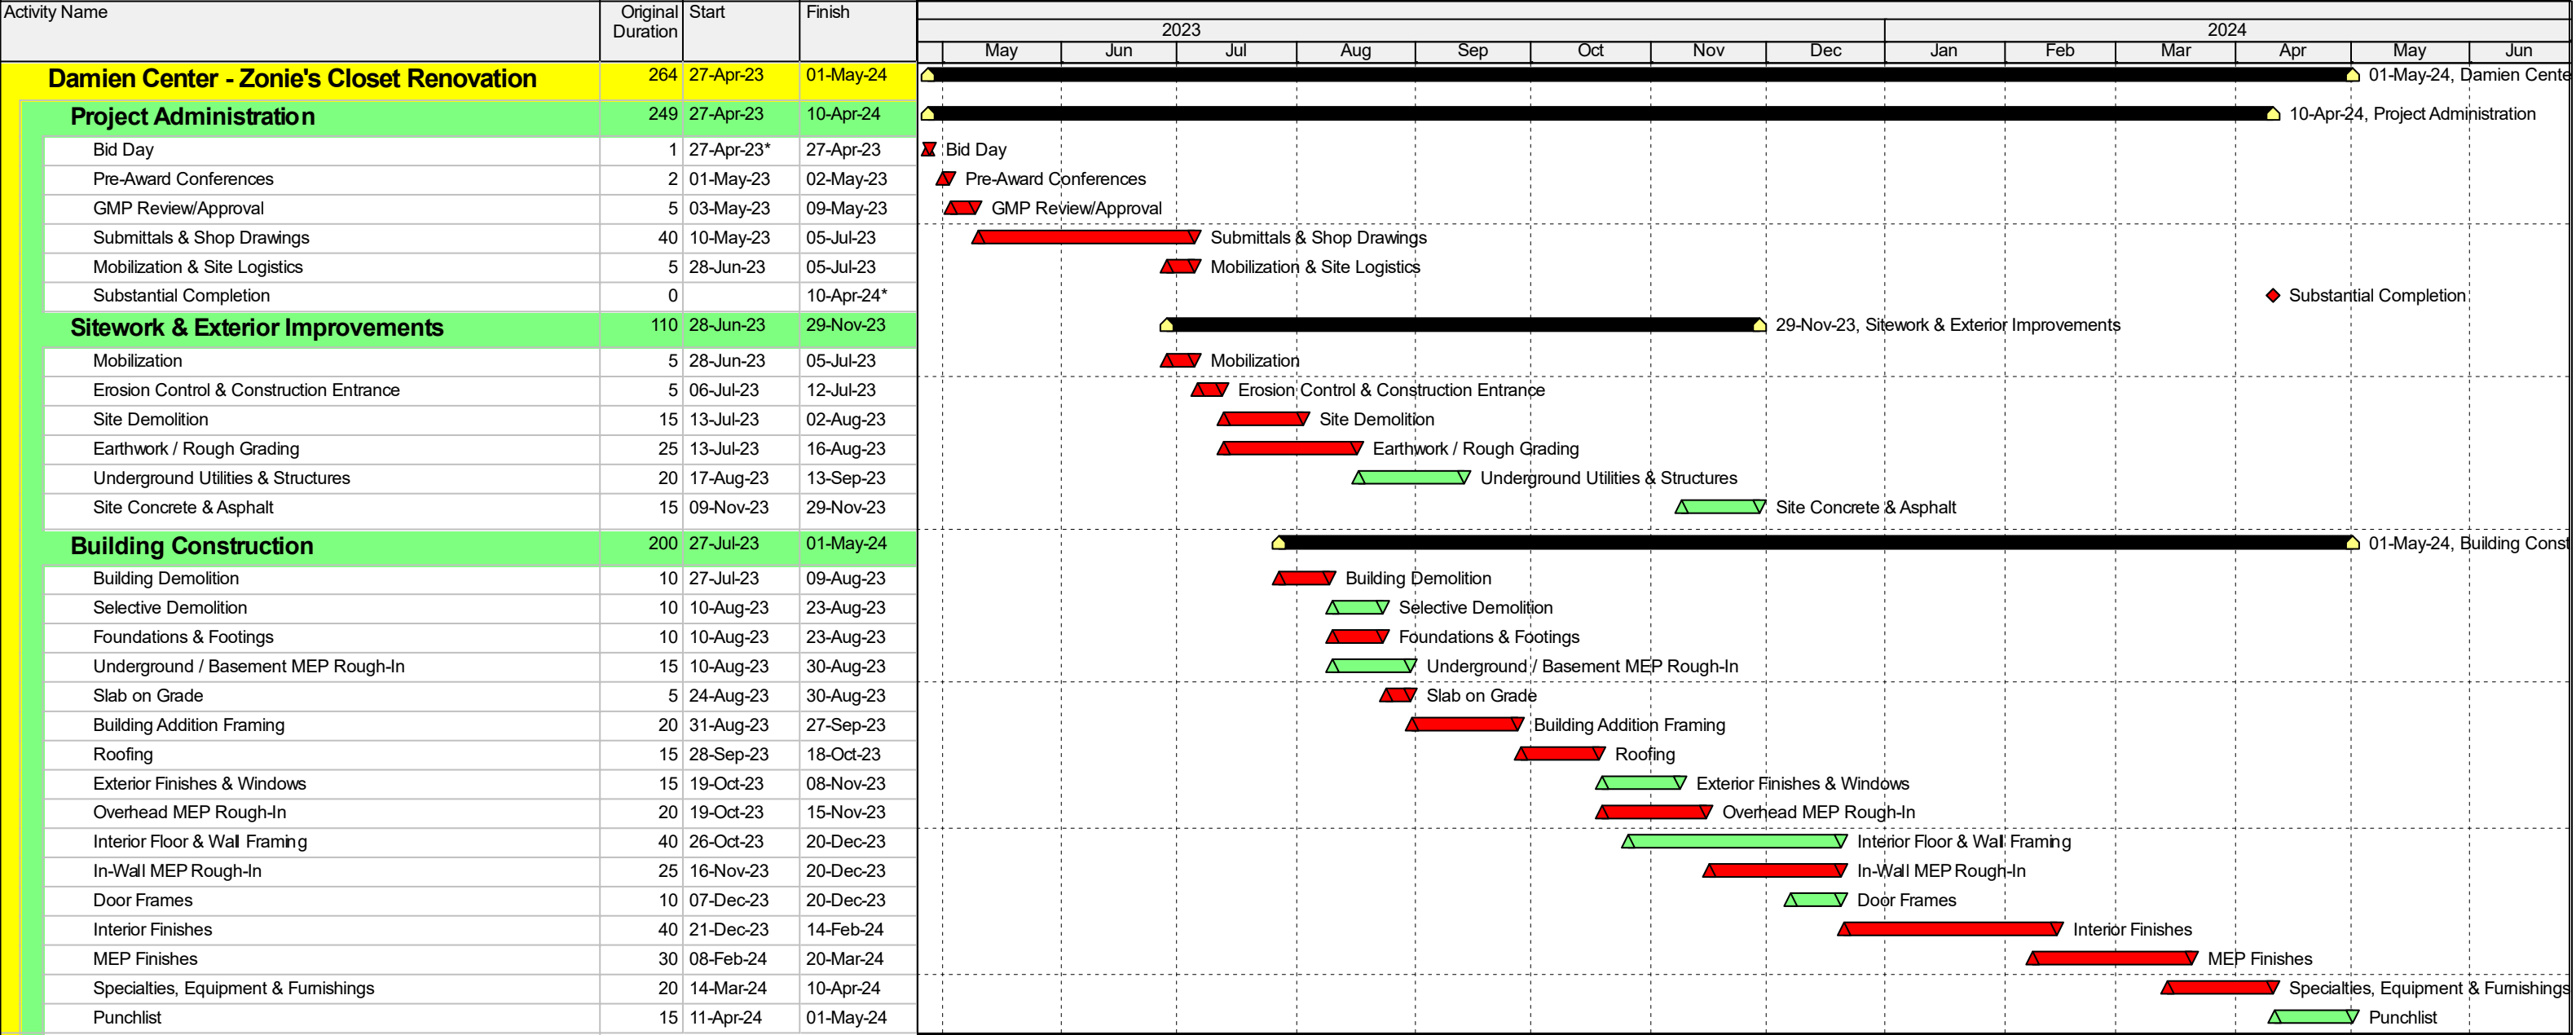 Activity Name Original Duration Start Finish
2023 2024
May Jun Jul Aug Sep Oct Nov Dec Jan Feb Mar Apr May Jun
Damien Center - Zonie's Closet Renovation 264 27-Apr-23 01-May-24 01-May-24, Damien Cente
Project Administration 249 27-Apr-23 10-Apr-24 10-Apr-24, Project Administration
Bid Day 1 27-Apr-23* 27-Apr-23 Bid Day
Pre-Award Conferences 2 01-May-23 02-May-23 Pre-Award Conferences
GMP Review/Approval 5 03-May-23 09-May-23 GMP Review/Approval
Submittals & Shop Drawings 40 10-May-23 05-Jul-23 Submittals & Shop Drawings
Mobilization & Site Logistics 5 28-Jun-23 05-Jul-23 Mobilization & Site Logistics
Substantial Completion 0 10-Apr-24* Substantial Completion
Sitework & Exterior Improvements 110 28-Jun-23 29-Nov-23 29-Nov-23, Sitework & Exterior Improvements
Mobilization 5 28-Jun-23 05-Jul-23 Mobilization
Erosion Control & Construction Entrance 5 06-Jul-23 12-Jul-23 Erosion Control & Construction Entrance
Site Demolition 15 13-Jul-23 02-Aug-23 Site Demolition
Earthwork / Rough Grading 25 13-Jul-23 16-Aug-23 Earthwork / Rough Grading
Underground Utilities & Structures 20 17-Aug-23 13-Sep-23 Underground Utilities & Structures
Site Concrete & Asphalt 15 09-Nov-23 29-Nov-23 Site Concrete & Asphalt
Building Construction 200 27-Jul-23 01-May-24 01-May-24, Building Const
Building Demolition 10 27-Jul-23 09-Aug-23 Building Demolition
Selective Demolition 10 10-Aug-23 23-Aug-23 Selective Demolition
Foundations & Footings 10 10-Aug-23 23-Aug-23 Foundations & Footings
Underground / Basement MEP Rough-In 15 10-Aug-23 30-Aug-23 Underground / Basement MEP Rough-In
Slab on Grade 5 24-Aug-23 30-Aug-23 Slab on Grade
Building Addition Framing 20 31-Aug-23 27-Sep-23 Building Addition Framing
Roofing 15 28-Sep-23 18-Oct-23 Roofing
Exterior Finishes & Windows 15 19-Oct-23 08-Nov-23 Exterior Finishes & Windows
Overhead MEP Rough-In 20 19-Oct-23 15-Nov-23 Overhead MEP Rough-In
Interior Floor & Wall Framing 40 26-Oct-23 20-Dec-23 Interior Floor & Wall Framing
In-Wall MEP Rough-In 25 16-Nov-23 20-Dec-23 In-Wall MEP Rough-In
Door Frames 10 07-Dec-23 20-Dec-23 Door Frames
Interior Finishes 40 21-Dec-23 14-Feb-24 Interior Finishes
MEP Finishes 30 08-Feb-24 20-Mar-24 MEP Finishes
Specialties, Equipment & Furnishings 20 14-Mar-24 10-Apr-24 Specialties, Equipment & Furnishings
Punchlist 15 11-Apr-24 01-May-24 Punchlist